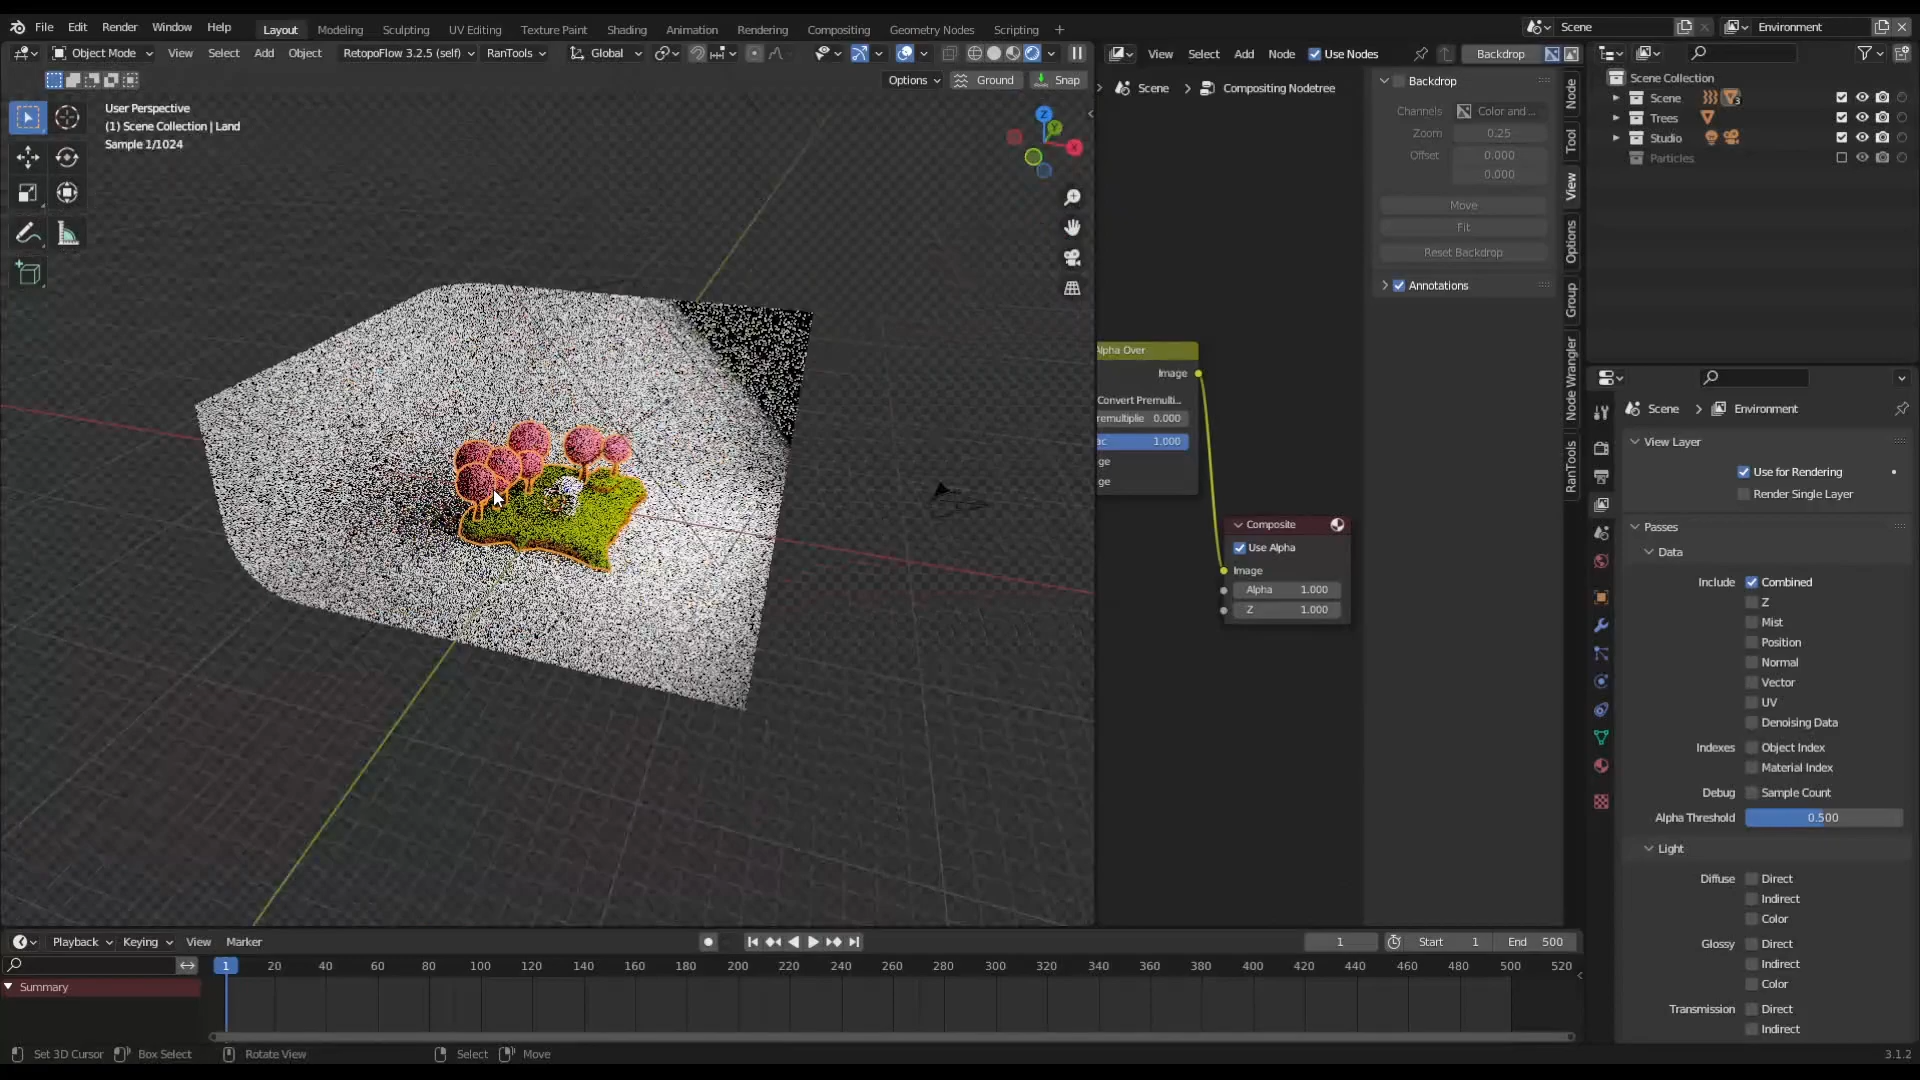 File Edit Render Window Help Layout Modeling Sculpting UV Editing Texture Paint Shading Animation Rendering Compositing Geometry Nodes Scripting + Scene Environment
Object Mode View Select Add Object RetopoFlow 3.2.5 (self) RanTools Global View Select Add Node Use Nodes Backdrop
Options Ground Snap
User Perspective
(1) Scene Collection | Land
Sample 1/1024
Z
Y
X
Scene Compositing Nodetree
Alpha Over
Image
Convert Premulti...
remultiplie 0.000
ac 1.000
ge
ge
Composite
Use Alpha
Image
Alpha 1.000
Z 1.000
Backdrop
Channels Color and ...
Zoom 0.25
Offset 0.000
0.000
Move
Fit
Reset Backdrop
Annotations
Node
Tool
View
Options
Group
Node Wrangler
RanTools
Scene Collection
Scene 3
Trees
Studio
Particles
Scene Environment
View Layer
Use for Rendering
Render Single Layer
Passes
Data
Include Combined
Z
Mist
Position
Normal
Vector
UV
Denoising Data
Indexes Object Index
Material Index
Debug Sample Count
Alpha Threshold 0.500
Light
Diffuse Direct
Indirect
Color
Glossy Direct
Indirect
Color
Transmission Direct
Indirect
Playback Keying View Marker 1 Start 1 End 500
1 20 40 60 80 100 120 140 160 180 200 220 240 260 280 300 320 340 360 380 400 420 440 460 480 500 520
Summary
Set 3D Cursor Box Select Rotate View Select Move 3.1.2